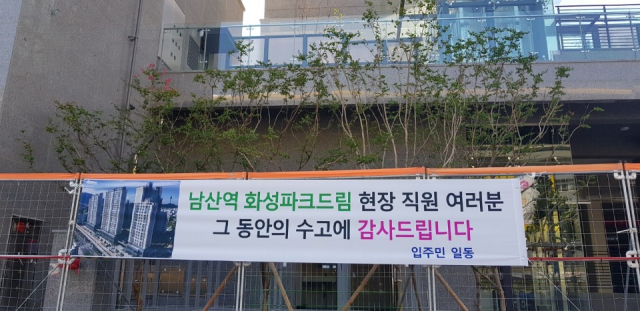 남산역 화성파크드림 현장 직원 여러분
그 동안의 수고에 감사드립니다
입주민 일동